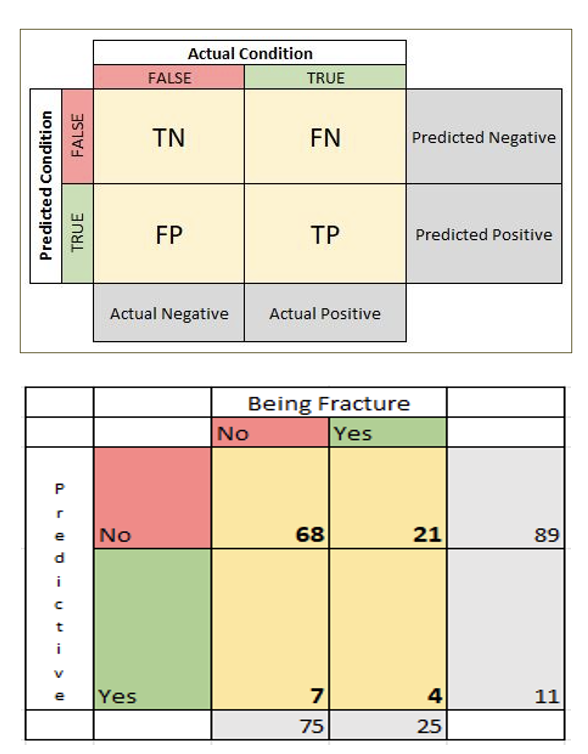 Actual Condition
FALSE TRUE
Predicted Condition
FALSE
TN FN Predicted Negative
TRUE
FP TP Predicted Positive
Actual Negative Actual Positive
Being Fracture
No Yes
Predictive
No 68 21 89
Yes 7 4 11
75 25